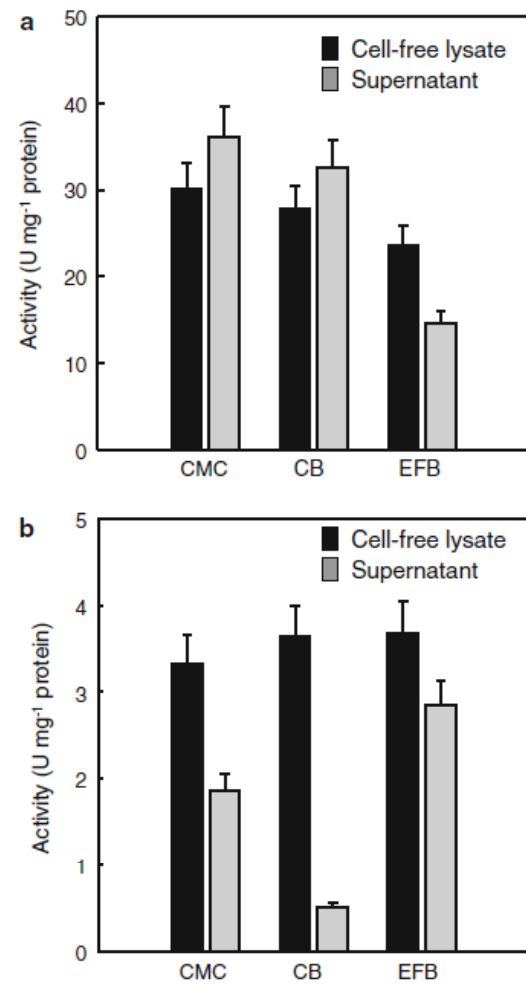 a
Cell-free lysate
Supernatant
Activity (U mg⁻¹ protein)
50
40
30
20
10
0
CMC CB EFB
b
Cell-free lysate
Supernatant
Activity (U mg⁻¹ protein)
5
4
3
2
1
0
CMC CB EFB